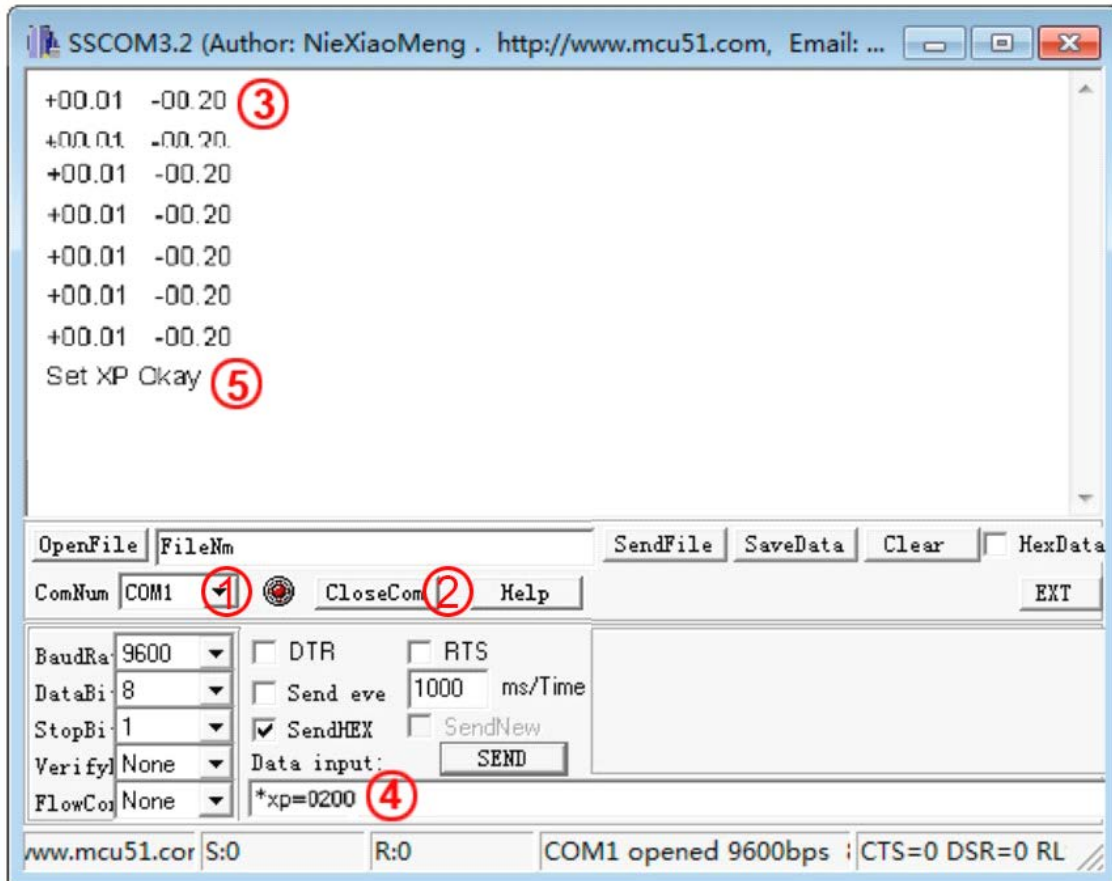 SSCOM3.2 (Author: NieXiaoMeng . http://www.mcu51.com, Email: ...
+00.01 -00.20 ③
+00.01 -00.20
+00.01 -00.20
+00.01 -00.20
+00.01 -00.20
+00.01 -00.20
+00.01 -00.20
Set XP Okay ⑤
OpenFile FileNm SendFile SaveData Clear HexData
ComNum COM1 ① CloseCom ② Help EXT
BaudRa 9600 DTR RTS
DataBi 8 Send eve 1000 ms/Time
StopBi 1 SendHEX SendNew
Verify None Data input: SEND
FlowCo None *xp=0200 ④
www.mcu51.cor S:0 R:0 COM1 opened 9600bps CTS=0 DSR=0 RL